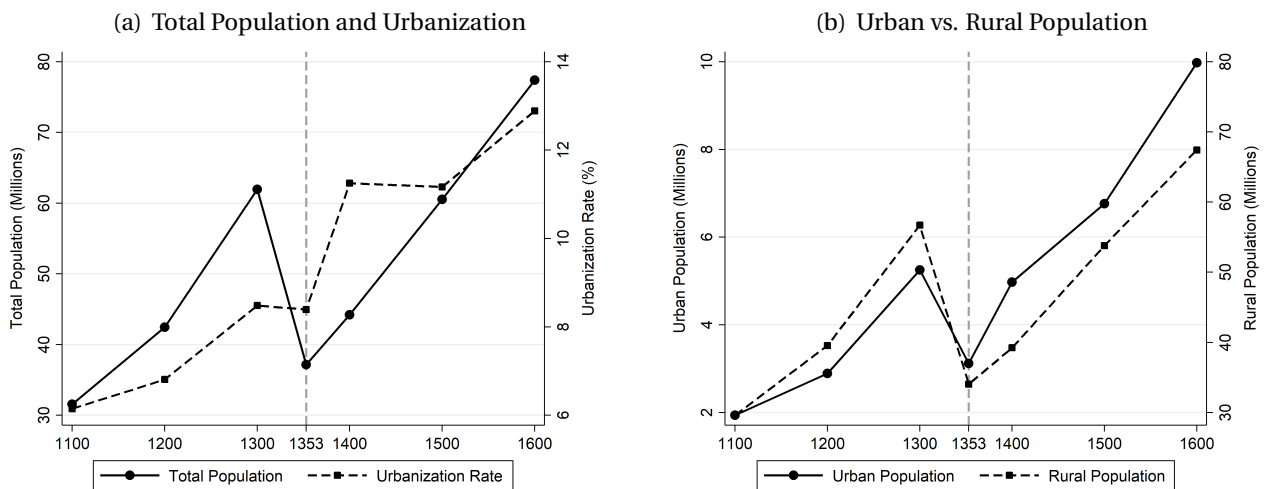 (a) Total Population and Urbanization
80
70
60
50
40
30
Total Population (Millions)
14
12
10
8
6
Urbanization Rate (%)
1100 1200 1300 1353 1400 1500 1600
Total Population Urbanization Rate
(b) Urban vs. Rural Population
10
8
6
4
2
Urban Population (Millions)
80
70
60
50
40
30
Rural Population (Millions)
1100 1200 1300 1353 1400 1500 1600
Urban Population Rural Population